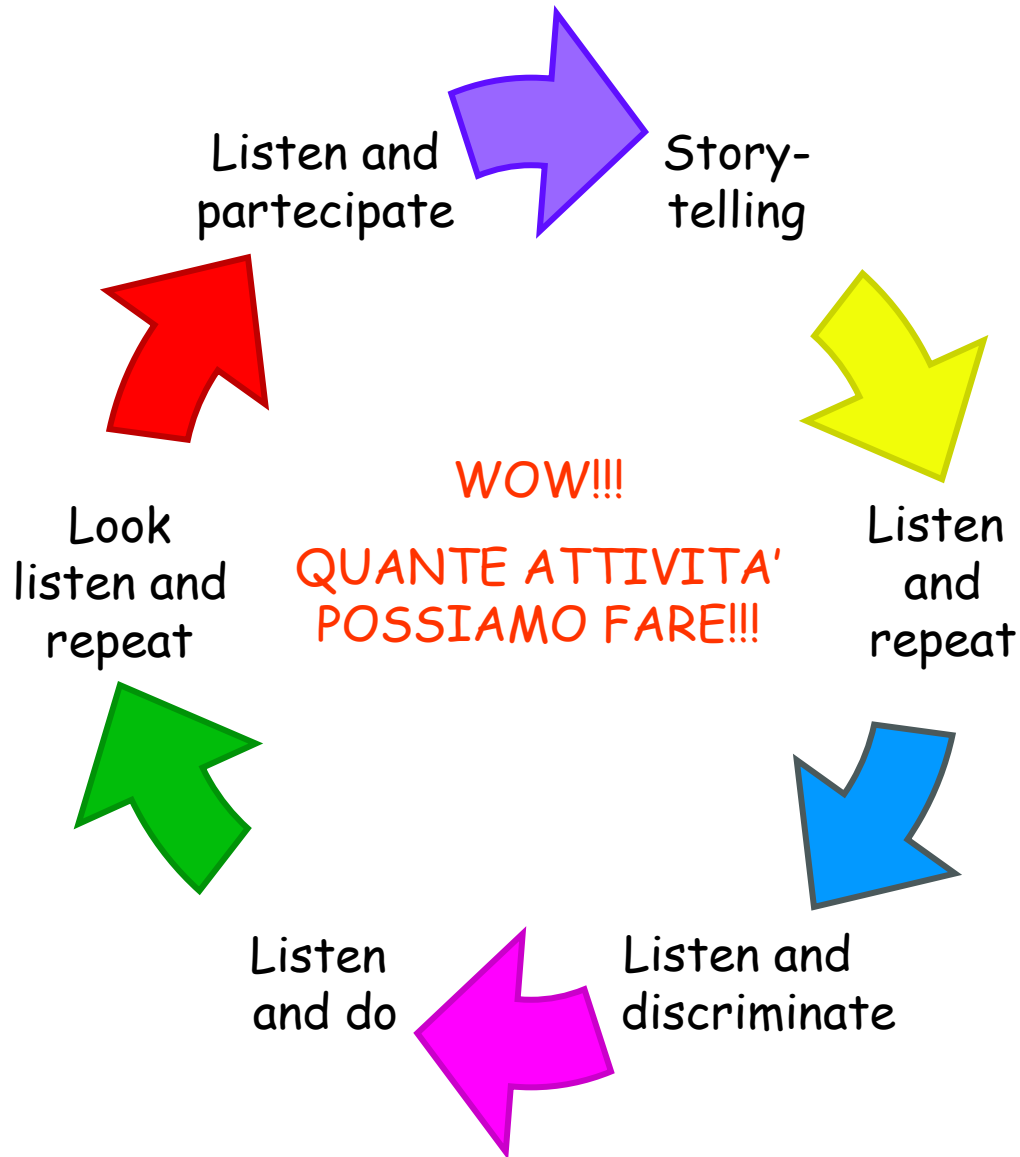 Listen and
partecipate
Story-
telling
Listen
and
repeat
Listen and
discriminate
Listen
and do
Look
listen and
repeat
WOW!!!
QUANTE ATTIVITA’
POSSIAMO FARE!!!